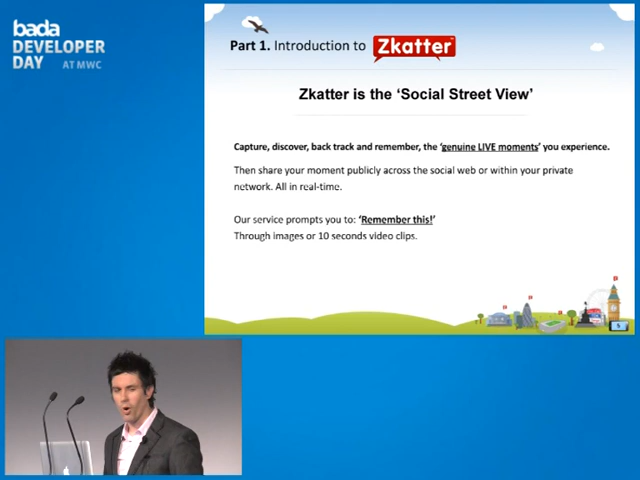 bada
DEVELOPER
DAY AT MWC
Part 1. Introduction to Zkatter
Zkatter is the ‘Social Street View’
Capture, discover, back track and remember, the ‘genuine LIVE moments’ you experience.
Then share your moment publicly across the social web or within your private
network. All in real-time.
Our service prompts you to: ‘Remember this!’
Through images or 10 seconds video clips.